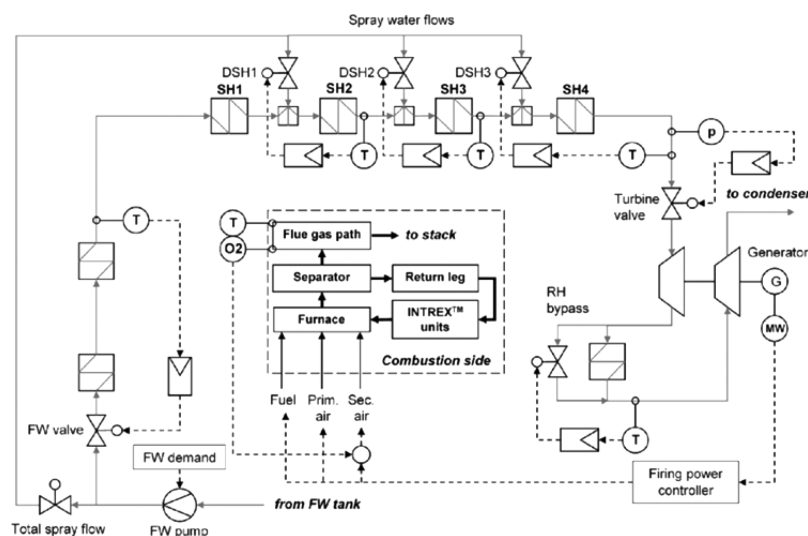 Spray water flows
DSH1
DSH2
DSH3
SH1
SH2
SH3
SH4
T
T
T
p
Turbine
valve
to condenser
T
T
O2
Flue gas path
to stack
Separator
Return leg
Furnace
INTREX™
units
Combustion side
Generator
G
MW
RH
bypass
T
Fuel
Prim.
air
Sec.
air
FW valve
FW demand
Total spray flow
FW pump
from FW tank
Firing power
controller